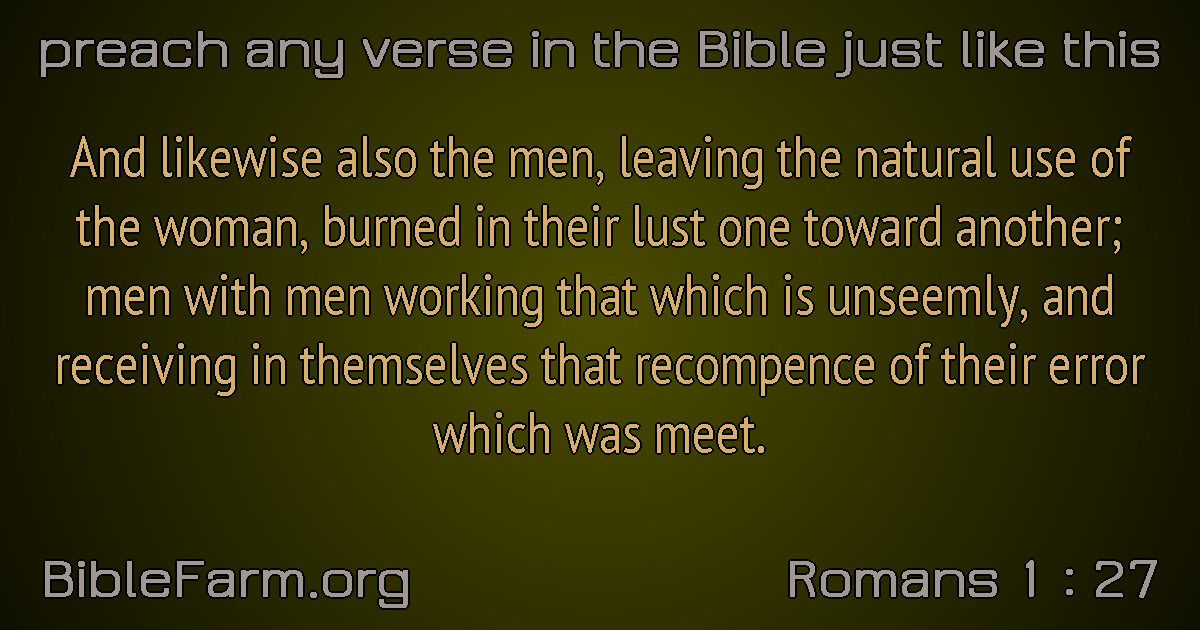 preach any verse in the Bible just like this
And likewise also the men, leaving the natural use of
the woman, burned in their lust one toward another;
men with men working that which is unseemly, and
receiving in themselves that recompence of their error
which was meet.
BibleFarm.org
Romans 1 : 27